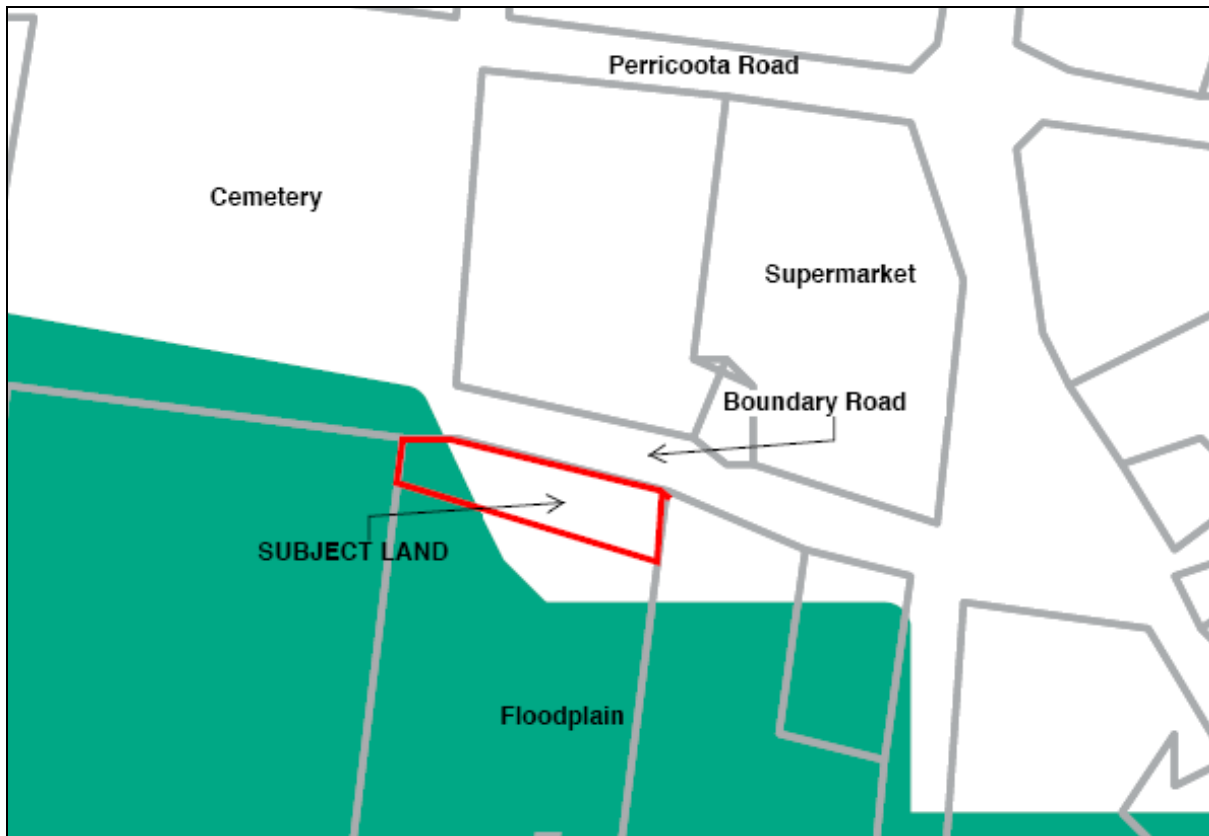 Perricoota Road
Cemetery
Supermarket
Boundary Road
SUBJECT LAND
Floodplain